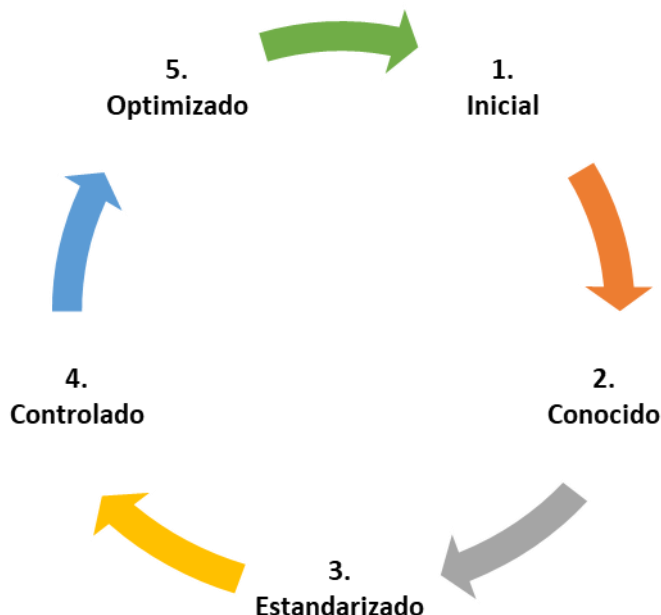 1.
Inicial
2.
Conocido
3.
Estandarizado
4.
Controlado
5.
Optimizado